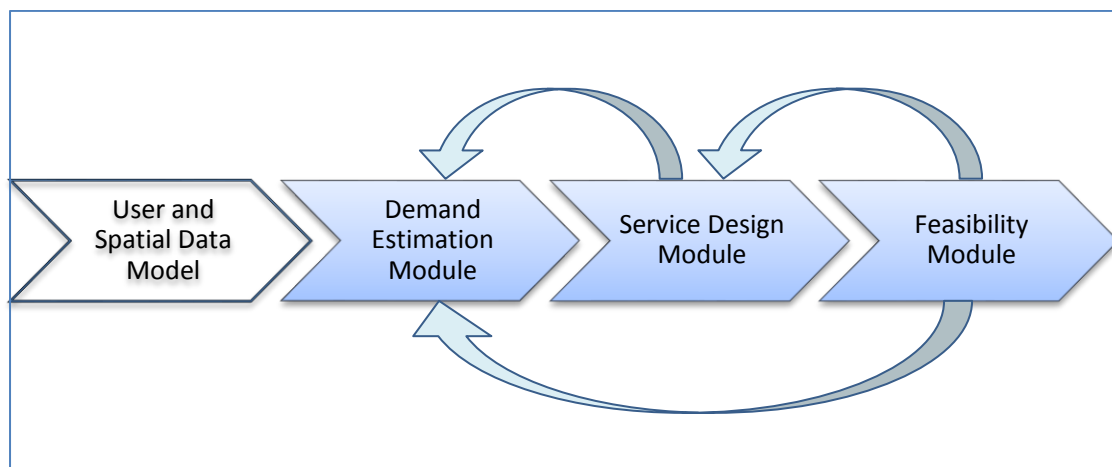 User and
Spatial Data
Model
Demand
Estimation
Module
Service Design
Module
Feasibility
Module